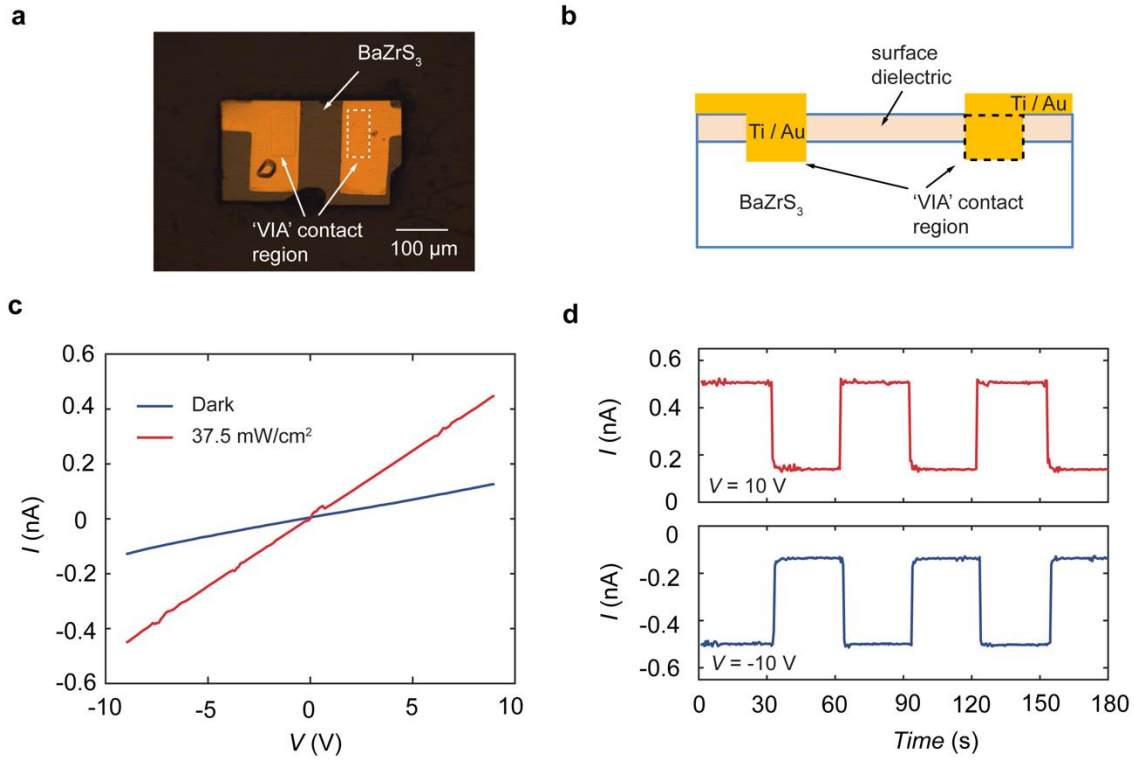 a
BaZrS₃
'VIA' contact
region
100 μm
b
surface
dielectric
Ti / Au
Ti / Au
BaZrS₃
'VIA' contact
region
c
0.6
0.4
0.2
0
-0.2
-0.4
-0.6
I (nA)
Dark
37.5 mW/cm²
-10
-5
0
5
10
V (V)
d
0.6
0.4
0.2
0
I (nA)
V = 10 V
0
-0.2
-0.4
-0.6
I (nA)
V = -10 V
0
30
60
90
120
150
180
Time (s)